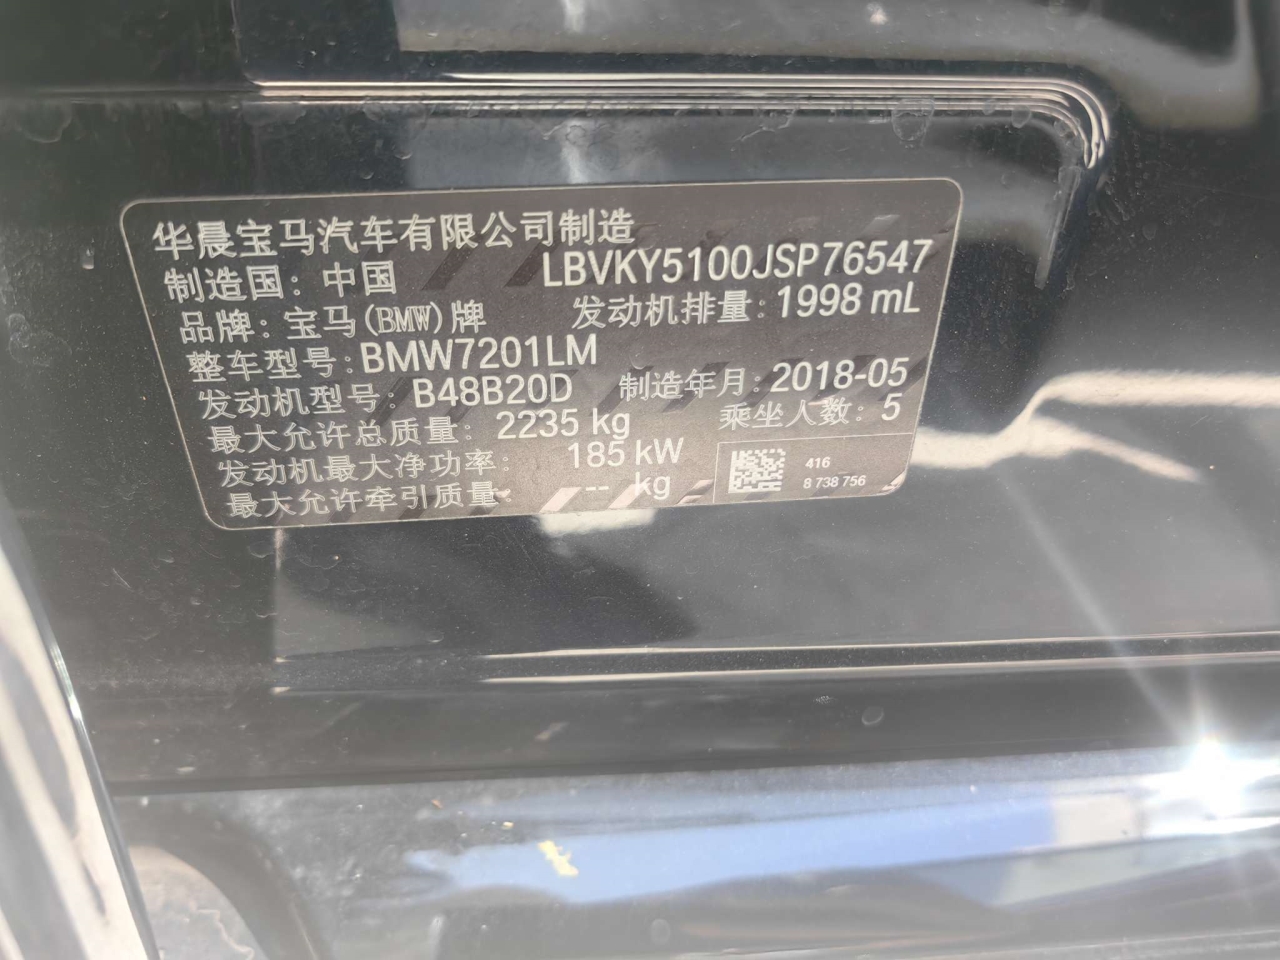 华晨宝马汽车有限公司制造
制造国：中国 LBVKY5100JSP76547
品牌：宝马(BMW)牌 发动机排量：1998 mL
整车型号：BMW7201LM
发动机型号：B48B20D 制造年月：2018-05
最大允许总质量：2235 kg 乘坐人数：5
发动机最大净功率：185 kW
最大允许牵引质量：-- kg
416
8 738 756